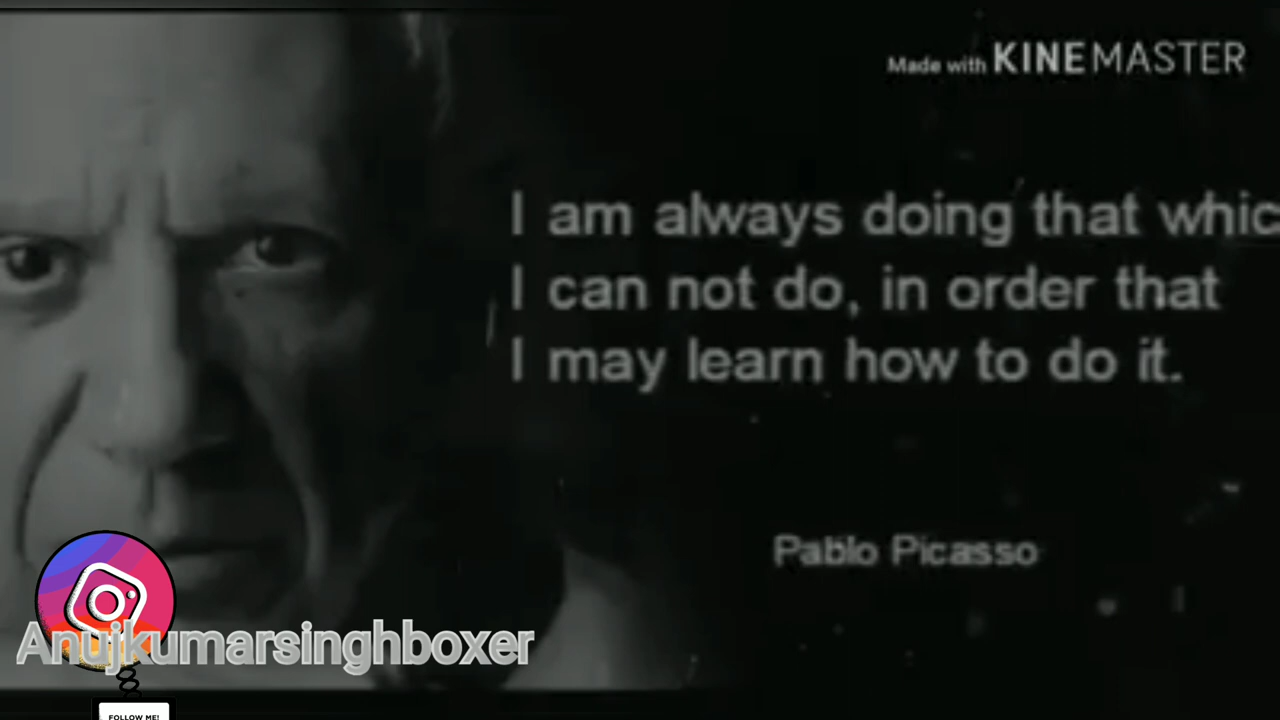 Made with KINEMASTER
I am always doing that whic
I can not do, in order that
I may learn how to do it.
Pablo Picasso
Anujkumarsinghboxer
FOLLOW ME!